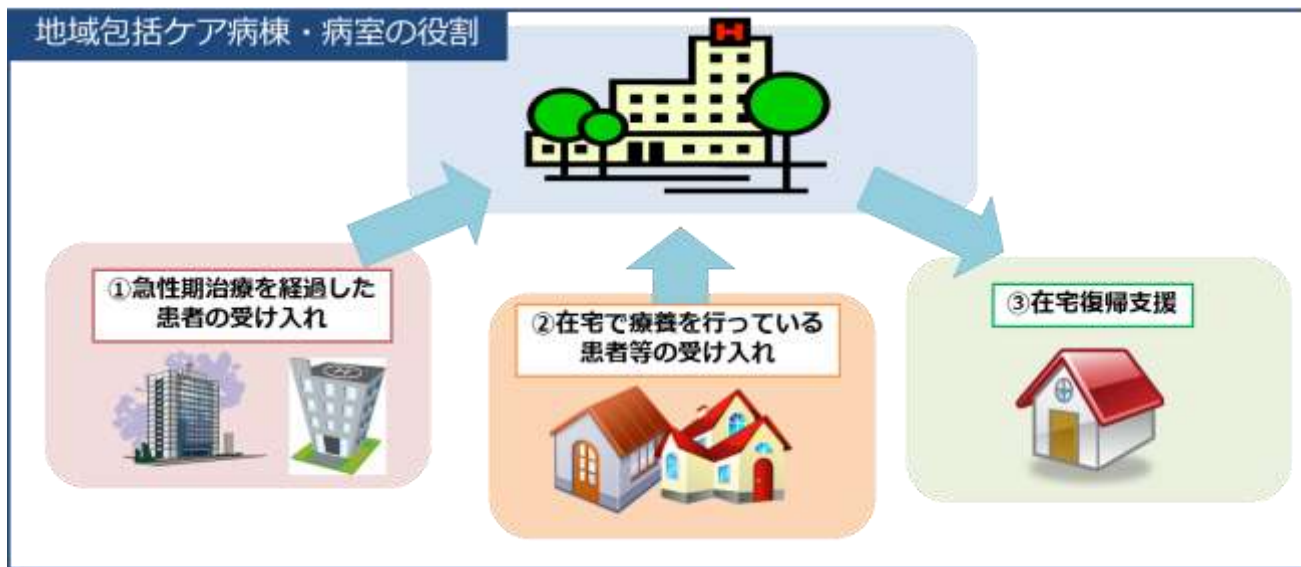 地域包括ケア病棟・病室の役割
H
①急性期治療を経過した
患者の受け入れ
②在宅で療養を行っている
患者等の受け入れ
③在宅復帰支援